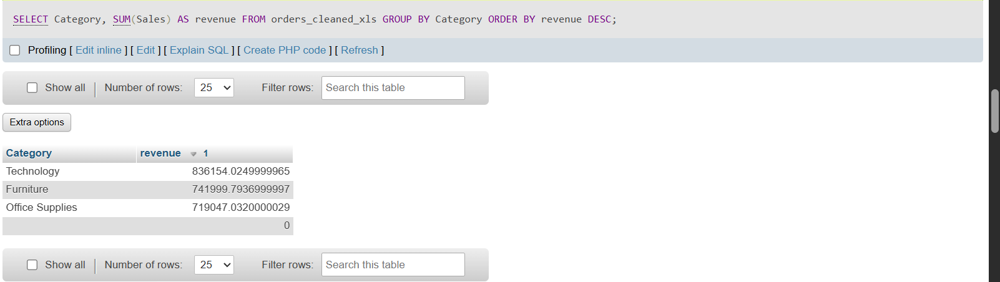 SELECT Category, SUM(Sales) AS revenue FROM orders_cleaned_xls GROUP BY Category ORDER BY revenue DESC;
Profiling [ Edit inline ] [ Edit ] [ Explain SQL ] [ Create PHP code ] [ Refresh ]
Show all | Number of rows: 25 Filter rows: Search this table
Extra options
Category revenue 1
Technology 836154.0249999965
Furniture 741999.7936999997
Office Supplies 719047.0320000029
0
Show all | Number of rows: 25 Filter rows: Search this table